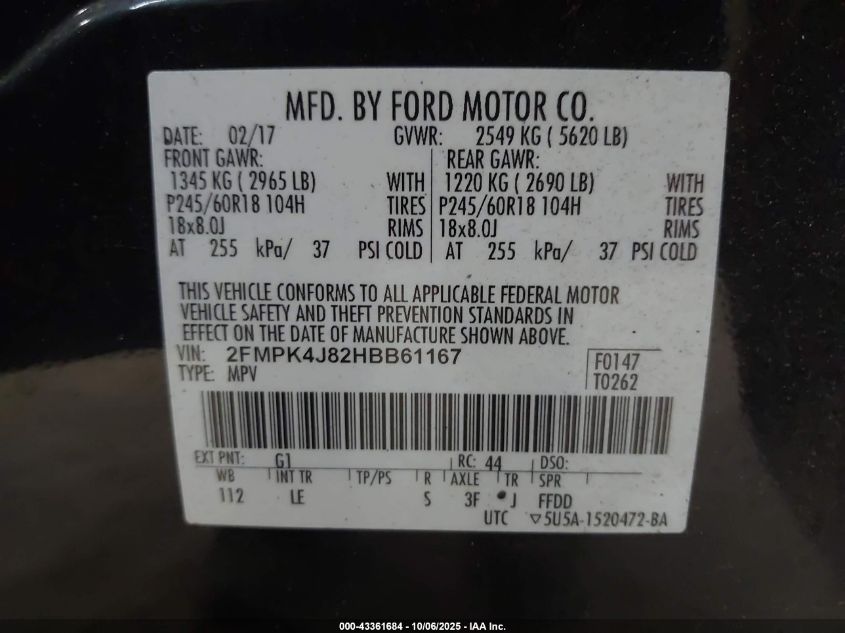 MFD. BY FORD MOTOR CO.
DATE: 02/17 GVWR: 2549 KG ( 5620 LB)
FRONT GAWR: REAR GAWR:
1345 KG ( 2965 LB) WITH 1220 KG ( 2690 LB) WITH
P245/60R18 104H TIRES P245/60R18 104H TIRES
18x8.0J RIMS 18x8.0J RIMS
AT 255 kPa/ 37 PSI COLD AT 255 kPa/ 37 PSI COLD
THIS VEHICLE CONFORMS TO ALL APPLICABLE FEDERAL MOTOR
VEHICLE SAFETY AND THEFT PREVENTION STANDARDS IN
EFFECT ON THE DATE OF MANUFACTURE SHOWN ABOVE.
VIN: 2FMPK4J82HBB61167 F0147
TYPE: MPV T0262
EXT PNT: G1 RC: 44 DSO:
WB INT TR TP/PS R AXLE TR SPR
112 LE S 3F J FFDD
UTC ▽5U5A-1520472-BA
000-43361684 - 10/06/2025 - IAA Inc.